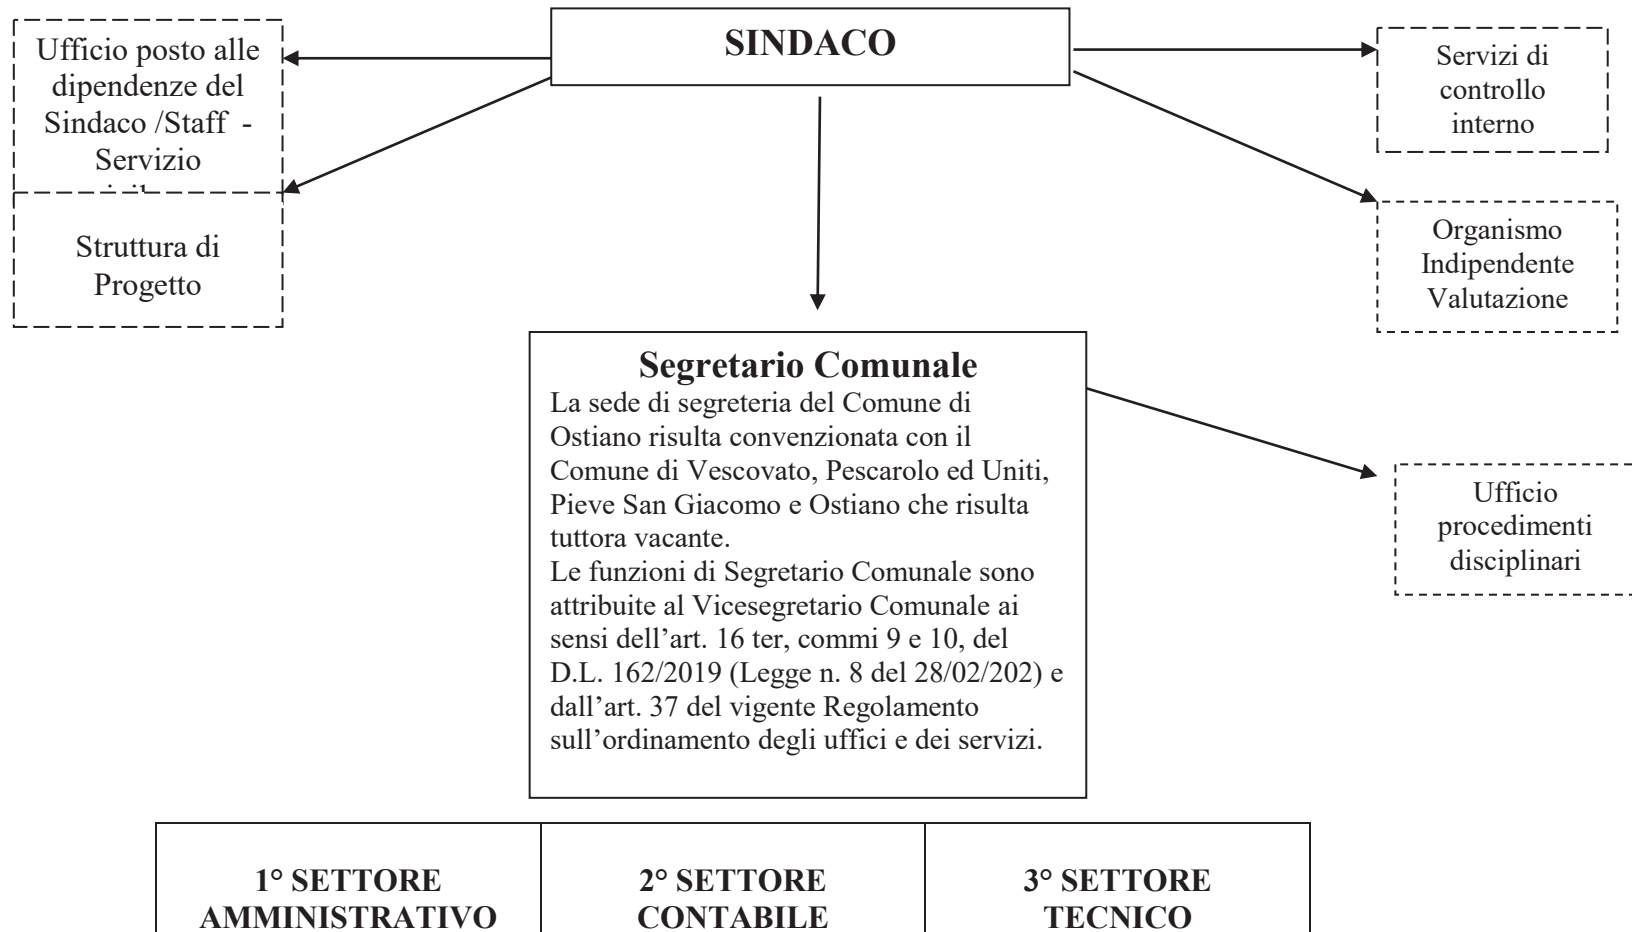 SINDACO
Ufficio posto alle
dipendenze del
Sindaco /Staff -
Servizio
Struttura di
Progetto
Servizi di
controllo
interno
Organismo
Indipendente
Valutazione
Segretario Comunale
La sede di segreteria del Comune di
Ostiano risulta convenzionata con il
Comune di Vescovato, Pescarolo ed Uniti,
Pieve San Giacomo e Ostiano che risulta
tuttora vacante.
Le funzioni di Segretario Comunale sono
attribuite al Vicesegretario Comunale ai
sensi dell’art. 16 ter, commi 9 e 10, del
D.L. 162/2019 (Legge n. 8 del 28/02/202) e
dall’art. 37 del vigente Regolamento
sull’ordinamento degli uffici e dei servizi.
Ufficio
procedimenti
disciplinari
1° SETTORE
AMMINISTRATIVO
2° SETTORE
CONTABILE
3° SETTORE
TECNICO